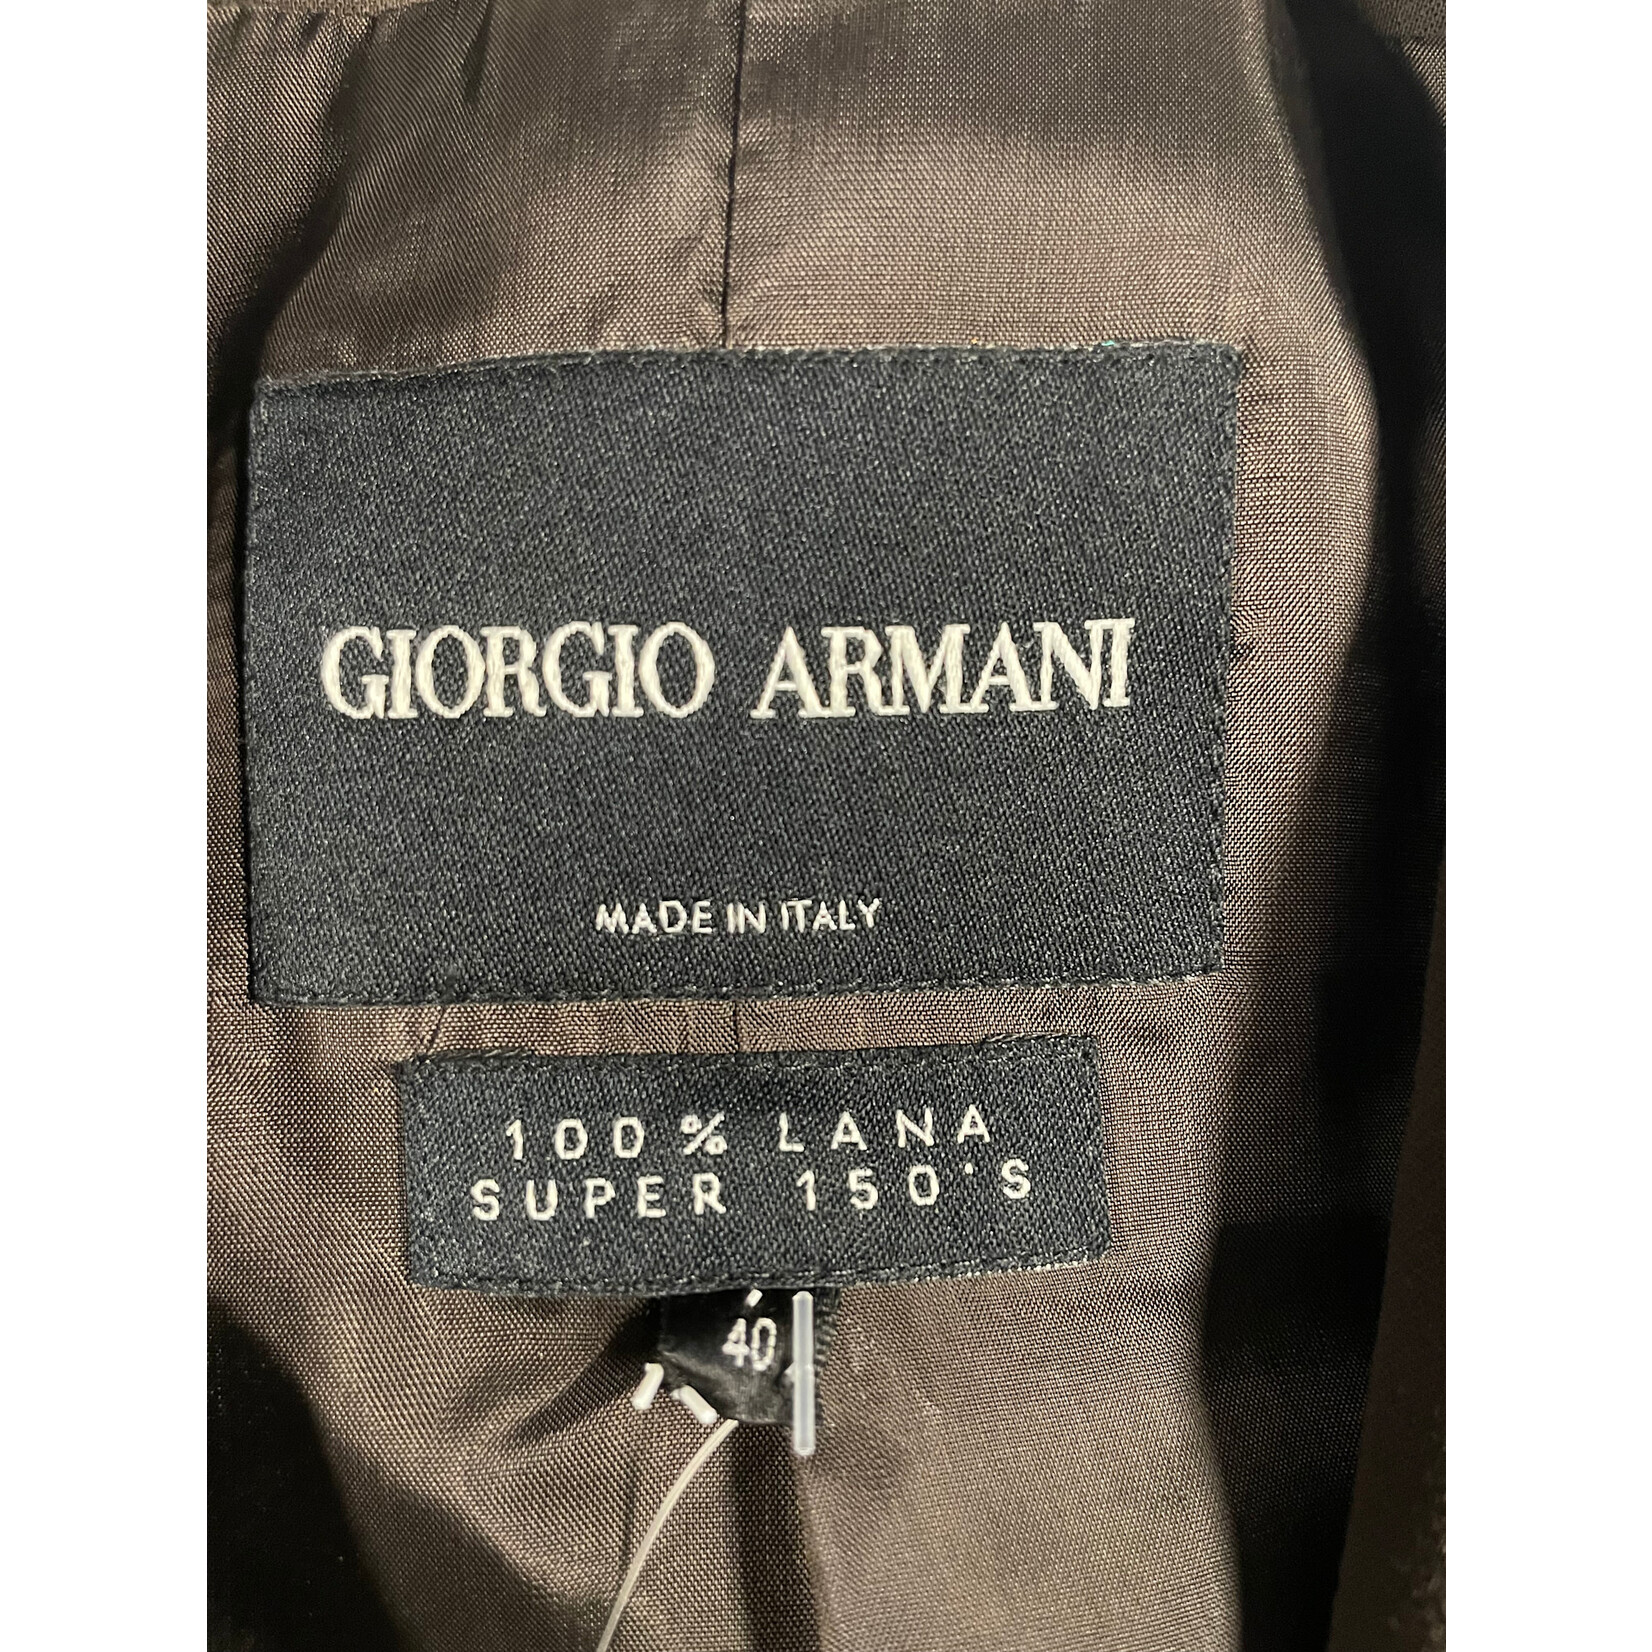 GIORGIO ARMANI
MADE IN ITALY
100% LANA
SUPER 150'S
40